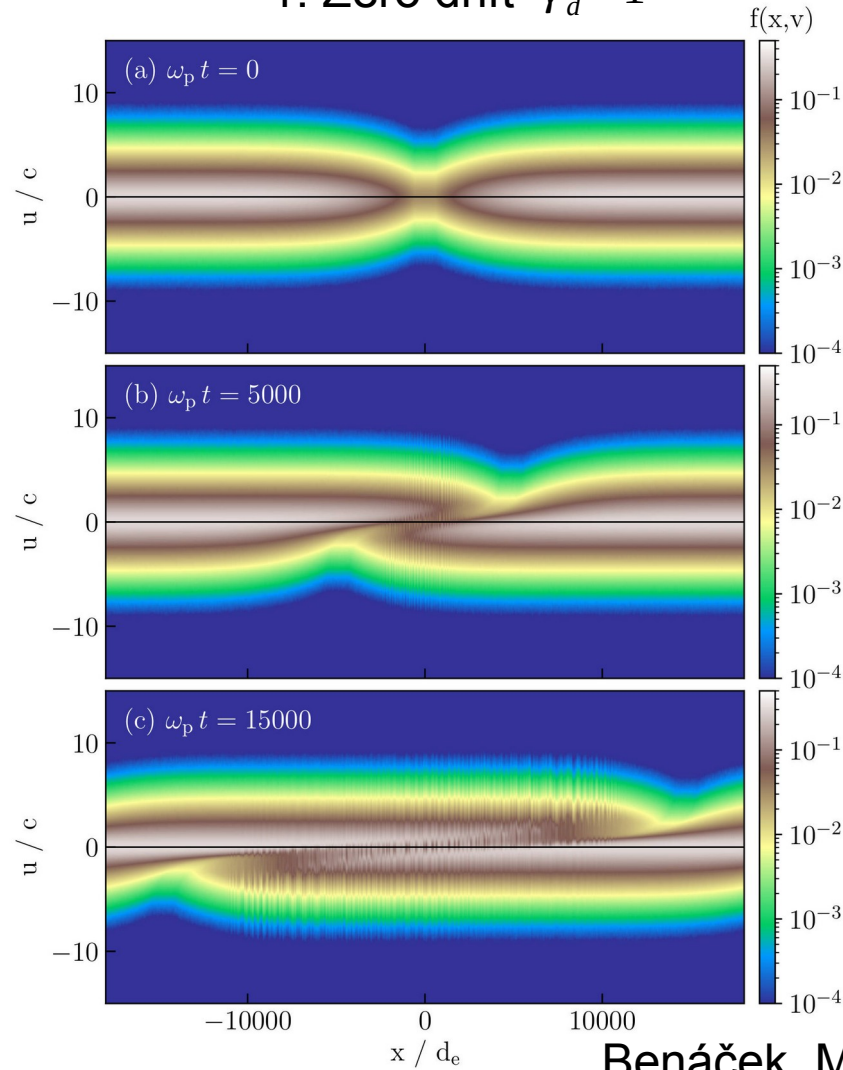 f(x,v)
(a) ωₚ t = 0
10
0
−10
u / c
10⁻¹
10⁻²
10⁻³
10⁻⁴
(b) ωₚ t = 5000
10
0
−10
u / c
10⁻¹
10⁻²
10⁻³
10⁻⁴
(c) ωₚ t = 15000
10
0
−10
u / c
10⁻¹
10⁻²
10⁻³
10⁻⁴
−10000 0 10000
x / dₑ
Benáček, M